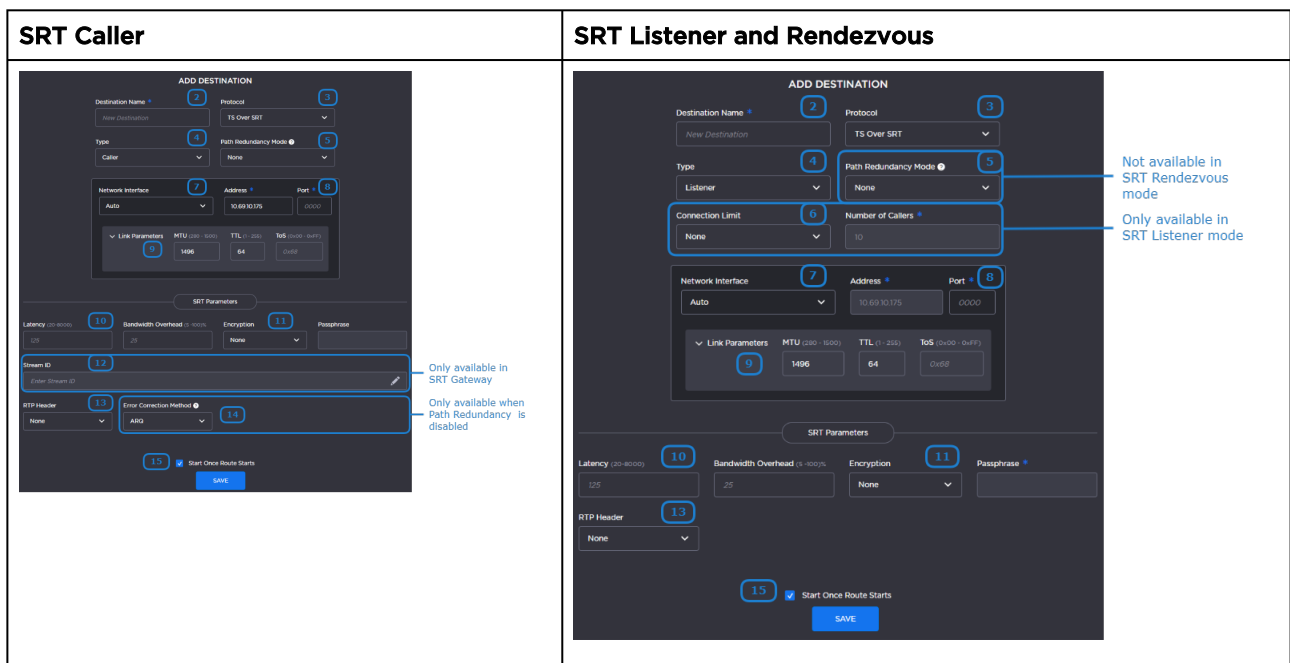 SRT Caller
ADD DESTINATION
Destination Name * 2 Protocol 3
New Destination TS Over SRT
Type 4 Path Redundancy Mode ? 5
Caller None
Network Interface 7 Address * Port * 8
Auto 10.69.10.175 0000
Link Parameters MTU (280 - 1500) TTL (1 - 255) ToS (0x00 - 0xFF)
9 1496 64 0x68
SRT Parameters
Latency (20-8000) 10 Bandwidth Overhead (5 -100)% Encryption 11 Passphrase
125 25 None
Stream ID 12
Enter Stream ID
Only available in
SRT Gateway
RTP Header 13 Error Correction Method ?
None ARQ 14
Only available when
Path Redundancy is
disabled
15 Start Once Route Starts
SAVE
SRT Listener and Rendezvous
ADD DESTINATION
Destination Name * 2 Protocol 3
New Destination TS Over SRT
Type 4 Path Redundancy Mode ? 5
Listener None
Not available in
SRT Rendezvous
mode
Connection Limit 6 Number of Callers *
None 10
Only available in
SRT Listener mode
Network Interface 7 Address * Port * 8
Auto 10.69.10.175 0000
Link Parameters MTU (280 - 1500) TTL (1 - 255) ToS (0x00 - 0xFF)
9 1496 64 0x68
SRT Parameters
Latency (20-8000) 10 Bandwidth Overhead (5 -100)% Encryption 11 Passphrase *
125 25 None
RTP Header 13
None
15 Start Once Route Starts
SAVE